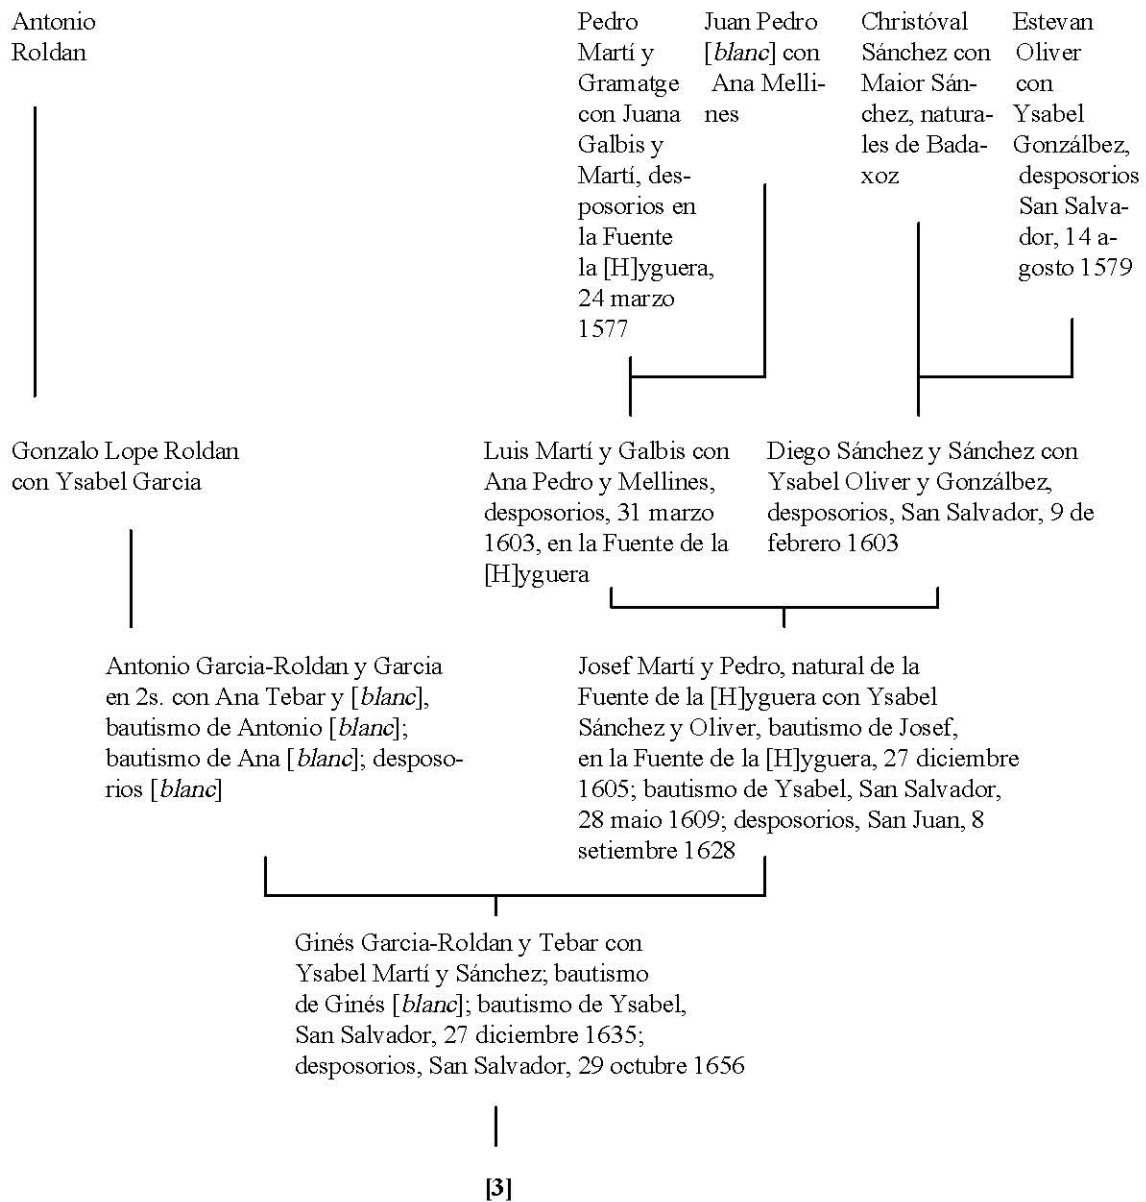 Antonio
Roldan
Pedro
Martí y
Gramatge
con Juana
Galbis y
Martí, des-
posorios en
la Fuente
la [H]yguera,
24 marzo
1577
Juan Pedro
[blanc] con
Ana Melli-
nes
Christóval
Sánchez con
Maior Sán-
chez, natura-
les de Bada-
xoz
Estevan
Oliver
con
Ysabel
Gonzálbez,
desposorios
San Salva-
dor, 14 a-
gosto 1579
Gonzalo Lope Roldan
con Ysabel Garcia
Luis Martí y Galbis con
Ana Pedro y Mellines,
desposorios, 31 marzo
1603, en la Fuente de la
[H]yguera
Diego Sánchez y Sánchez con
Ysabel Oliver y Gonzálbez,
desposorios, San Salvador, 9 de
febrero 1603
Antonio Garcia-Roldan y Garcia
en 2s. con Ana Tebar y [blanc],
bautismo de Antonio [blanc];
bautismo de Ana [blanc]; desposo-
rios [blanc]
Josef Martí y Pedro, natural de la
Fuente de la [H]yguera con Ysabel
Sánchez y Oliver, bautismo de Josef,
en la Fuente de la [H]yguera, 27 diciembre
1605; bautismo de Ysabel, San Salvador,
28 maio 1609; desposorios, San Juan, 8
setiembre 1628
Ginés Garcia-Roldan y Tebar con
Ysabel Martí y Sánchez; bautismo
de Ginés [blanc]; bautismo de Ysabel,
San Salvador, 27 diciembre 1635;
desposorios, San Salvador, 29 octubre 1656
[3]